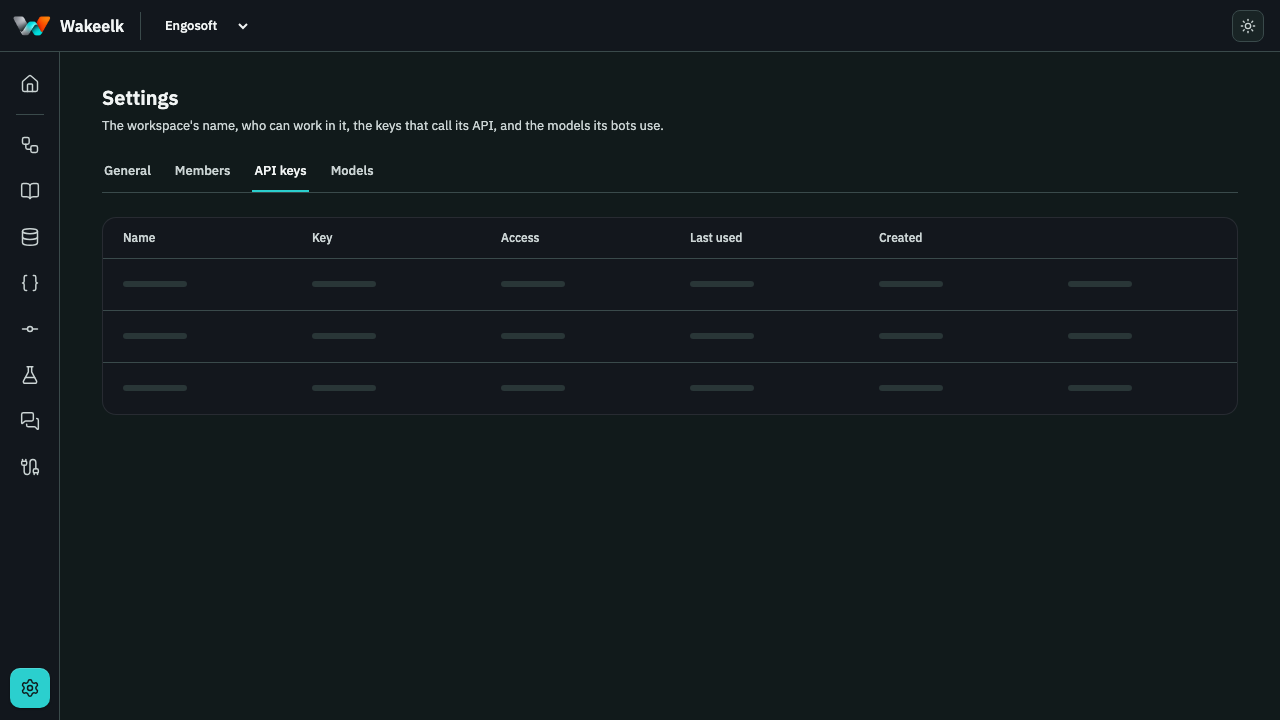 Wakeelk
Engosoft
Settings
The workspace's name, who can work in it, the keys that call its API, and the models its bots use.
General Members API keys Models
Name Key Access Last used Created